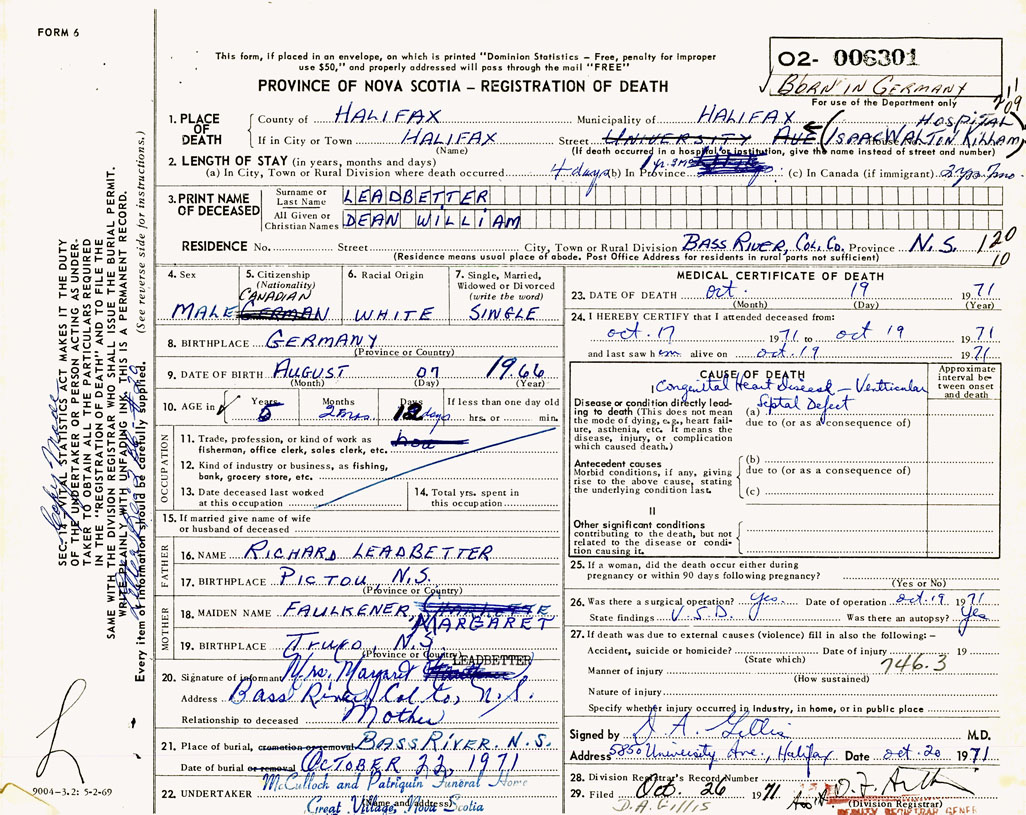 FORM 6
This form, if placed in an envelope, on which is printed "Dominion Statistics – Free, penalty for improper
use $50," and properly addressed will pass through the mail "FREE"
PROVINCE OF NOVA SCOTIA – REGISTRATION OF DEATH
O2- 006301
BORN IN GERMANY
For use of the Department only
1. PLACE OF DEATH
County of HALIFAX Municipality of HALIFAX
If in City or Town HALIFAX Street UNIVERSITY AVE (ISAAC WALTON KILLAM HOSPITAL)
(Name) (If death occurred in a hospital or institution, give the name instead of street and number)
2. LENGTH OF STAY (in years, months and days)
(a) In City, Town or Rural Division where death occurred 4 days (b) In Province (c) In Canada (if immigrant)
3. PRINT NAME OF DECEASED
Surname or Last Name LEADBETTER
All Given or Christian Names DEAN WILLIAM
RESIDENCE No. Street City, Town or Rural Division BASS RIVER, COL. CO. Province N.S. 120
(Residence means usual place of abode. Post Office Address for residents in rural parts not sufficient) 10
4. Sex MALE
5. Citizenship (Nationality) CANADIAN GERMAN
6. Racial Origin WHITE
7. Single, Married, Widowed or Divorced (write the word) SINGLE
8. BIRTHPLACE GERMANY
(Province or Country)
9. DATE OF BIRTH AUGUST 07 1966
(Month) (Day) (Year)
10. AGE in Years 5 Months 2 mos. Days 12 days If less than one day old hrs. or min.
OCCUPATION
11. Trade, profession, or kind of work as
fisherman, office clerk, sales clerk, etc.
12. Kind of industry or business, as fishing,
bank, grocery store, etc.
13. Date deceased last worked
at this occupation
14. Total yrs. spent in
this occupation
15. If married give name of wife
or husband of deceased
FATHER
16. NAME RICHARD LEADBETTER
17. BIRTHPLACE PICTOU, N.S.
(Province or Country)
MOTHER
18. MAIDEN NAME FAULKENER, MARGARET
19. BIRTHPLACE TRURO, N.S.
(Province or Country)
20. Signature of informant Mrs. Margaret LEADBETTER
Address Bass River, Col Co, N.S.
Relationship to deceased Mother
21. Place of burial, cremation or removal BASS RIVER. N.S.
Date of burial or removal OCTOBER 22, 1971
22. UNDERTAKER McCulloch and Patriquin Funeral Home
(Name and address)
Great Village, Nova Scotia
MEDICAL CERTIFICATE OF DEATH
23. DATE OF DEATH Oct. 19 1971
(Month) (Day) (Year)
24. I HEREBY CERTIFY that I attended deceased from:
Oct. 17 1971 to Oct 19 1971
and last saw him alive on Oct. 19 1971
CAUSE OF DEATH
Approximate interval between onset and death
I
Congenital Heart Disease – Ventricular
Septal Defect
Disease or condition directly leading to death (This does not mean the mode of dying, e.g., heart failure, asthenia, etc. It means the disease, injury, or complication which caused death.)
(a)
due to (or as a consequence of)
Antecedent causes
Morbid conditions, if any, giving rise to the above cause, stating the underlying condition last.
(b)
due to (or as a consequence of)
(c)
II
Other significant conditions
contributing to the death, but not related to the disease or condition causing it.
25. If a woman, did the death occur either during
pregnancy or within 90 days following pregnancy?
(Yes or No)
26. Was there a surgical operation? Yes. Date of operation Oct. 19 1971
State findings V.S.D. Was there an autopsy? Yes
27. If death was due to external causes (violence) fill in also the following: –
Accident, suicide or homicide? Date of injury 19
(State which) 746.3
Manner of injury
(How sustained)
Nature of injury
Specify whether injury occurred in industry, in home, or in public place
Signed by D A Gillis M.D.
Address 5850 University Ave., Halifax Date Oct. 20 1971
28. Division Registrar's Record Number
29. Filed Oct. 26 1971
(Division Registrar)
D.A. GILLIS
DEPUTY REGISTRAR GENER
SEC. 14 VITAL STATISTICS ACT MAKES IT THE DUTY
OF THE UNDERTAKER OR PERSON ACTING AS UNDER-
TAKER TO OBTAIN ALL THE PARTICULARS REQUIRED
IN THE "REGISTRATION OF DEATH" AND TO FILE THE
SAME WITH THE DIVISION REGISTRAR WHO SHALL ISSUE THE BURIAL PERMIT.
WRITE PLAINLY WITH UNFADING INK. THIS IS A PERMANENT RECORD.
Every item of information should be carefully supplied. (See reverse side for instructions.)
9004-3.2: 5-2-69